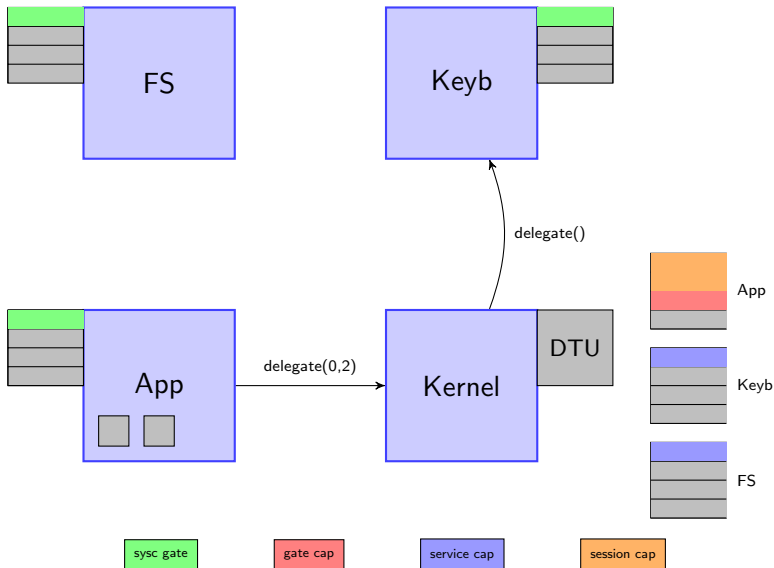 FS
Keyb
delegate()
App
App
delegate(0,2)
Kernel
DTU
Keyb
FS
sysc gate
gate cap
service cap
session cap